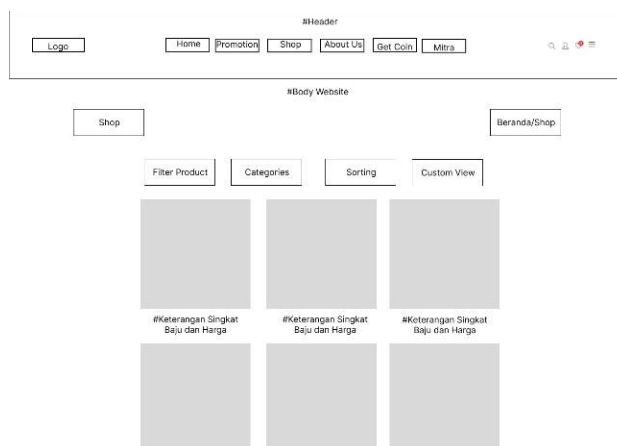 #Header
Logo
Home
Promotion
Shop
About Us
Get Coin
Mitra
#Body Website
Shop
Beranda/Shop
Filter Product
Categories
Sorting
Custom View
#Keterangan Singkat
Baju dan Harga
#Keterangan Singkat
Baju dan Harga
#Keterangan Singkat
Baju dan Harga